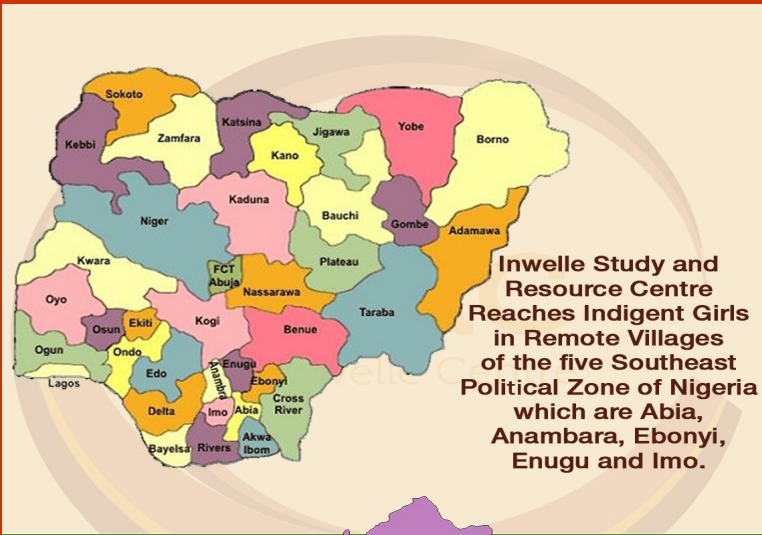 Sokoto
Kebbi
Zamfara
Katsina
Kano
Jigawa
Yobe
Borno
Niger
Kaduna
Bauchi
Gombe
Adamawa
Kwara
FCT
Abuja
Nassarawa
Plateau
Taraba
Oyo
Osun
Ekiti
Kogi
Benue
Ogun
Ondo
Lagos
Edo
Anambra
Enugu
Ebonyi
Delta
Imo
Abia
Cross
River
Bayelsa
Rivers
Akwa
Ibom
Inwelle Study and
Resource Centre
Reaches Indigent Girls
in Remote Villages
of the five Southeast
Political Zone of Nigeria
which are Abia,
Anambara, Ebonyi,
Enugu and Imo.